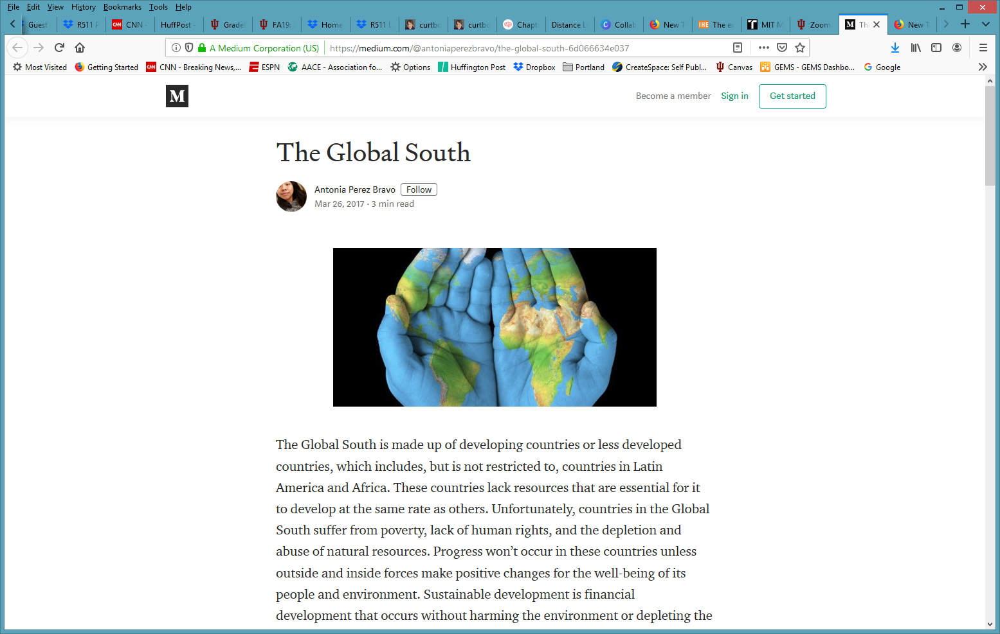 File Edit View History Bookmarks Tools Help
Guest R511 CNN - HuffPost - Gradel FA19: Home R511 curtbo curtbo Chapt Distance L Collab New T The e MIT M Zoom Th New T
A Medium Corporation (US) https://medium.com/@antoniaperezbravo/the-global-south-6d066634e037
Most Visited Getting Started CNN CNN - Breaking News,... ESPN AACE - Association fo... Options Huffington Post Dropbox Portland CreateSpace: Self Publ... Canvas GEMS - GEMS Dashbo... Google
M Become a member Sign in Get started
The Global South
Antonia Perez Bravo Follow
Mar 26, 2017 · 3 min read
The Global South is made up of developing countries or less developed
countries, which includes, but is not restricted to, countries in Latin
America and Africa. These countries lack resources that are essential for it
to develop at the same rate as others. Unfortunately, countries in the Global
South suffer from poverty, lack of human rights, and the depletion and
abuse of natural resources. Progress won’t occur in these countries unless
outside and inside forces make positive changes for the well-being of its
people and environment. Sustainable development is financial
development that occurs without harming the environment or depleting the